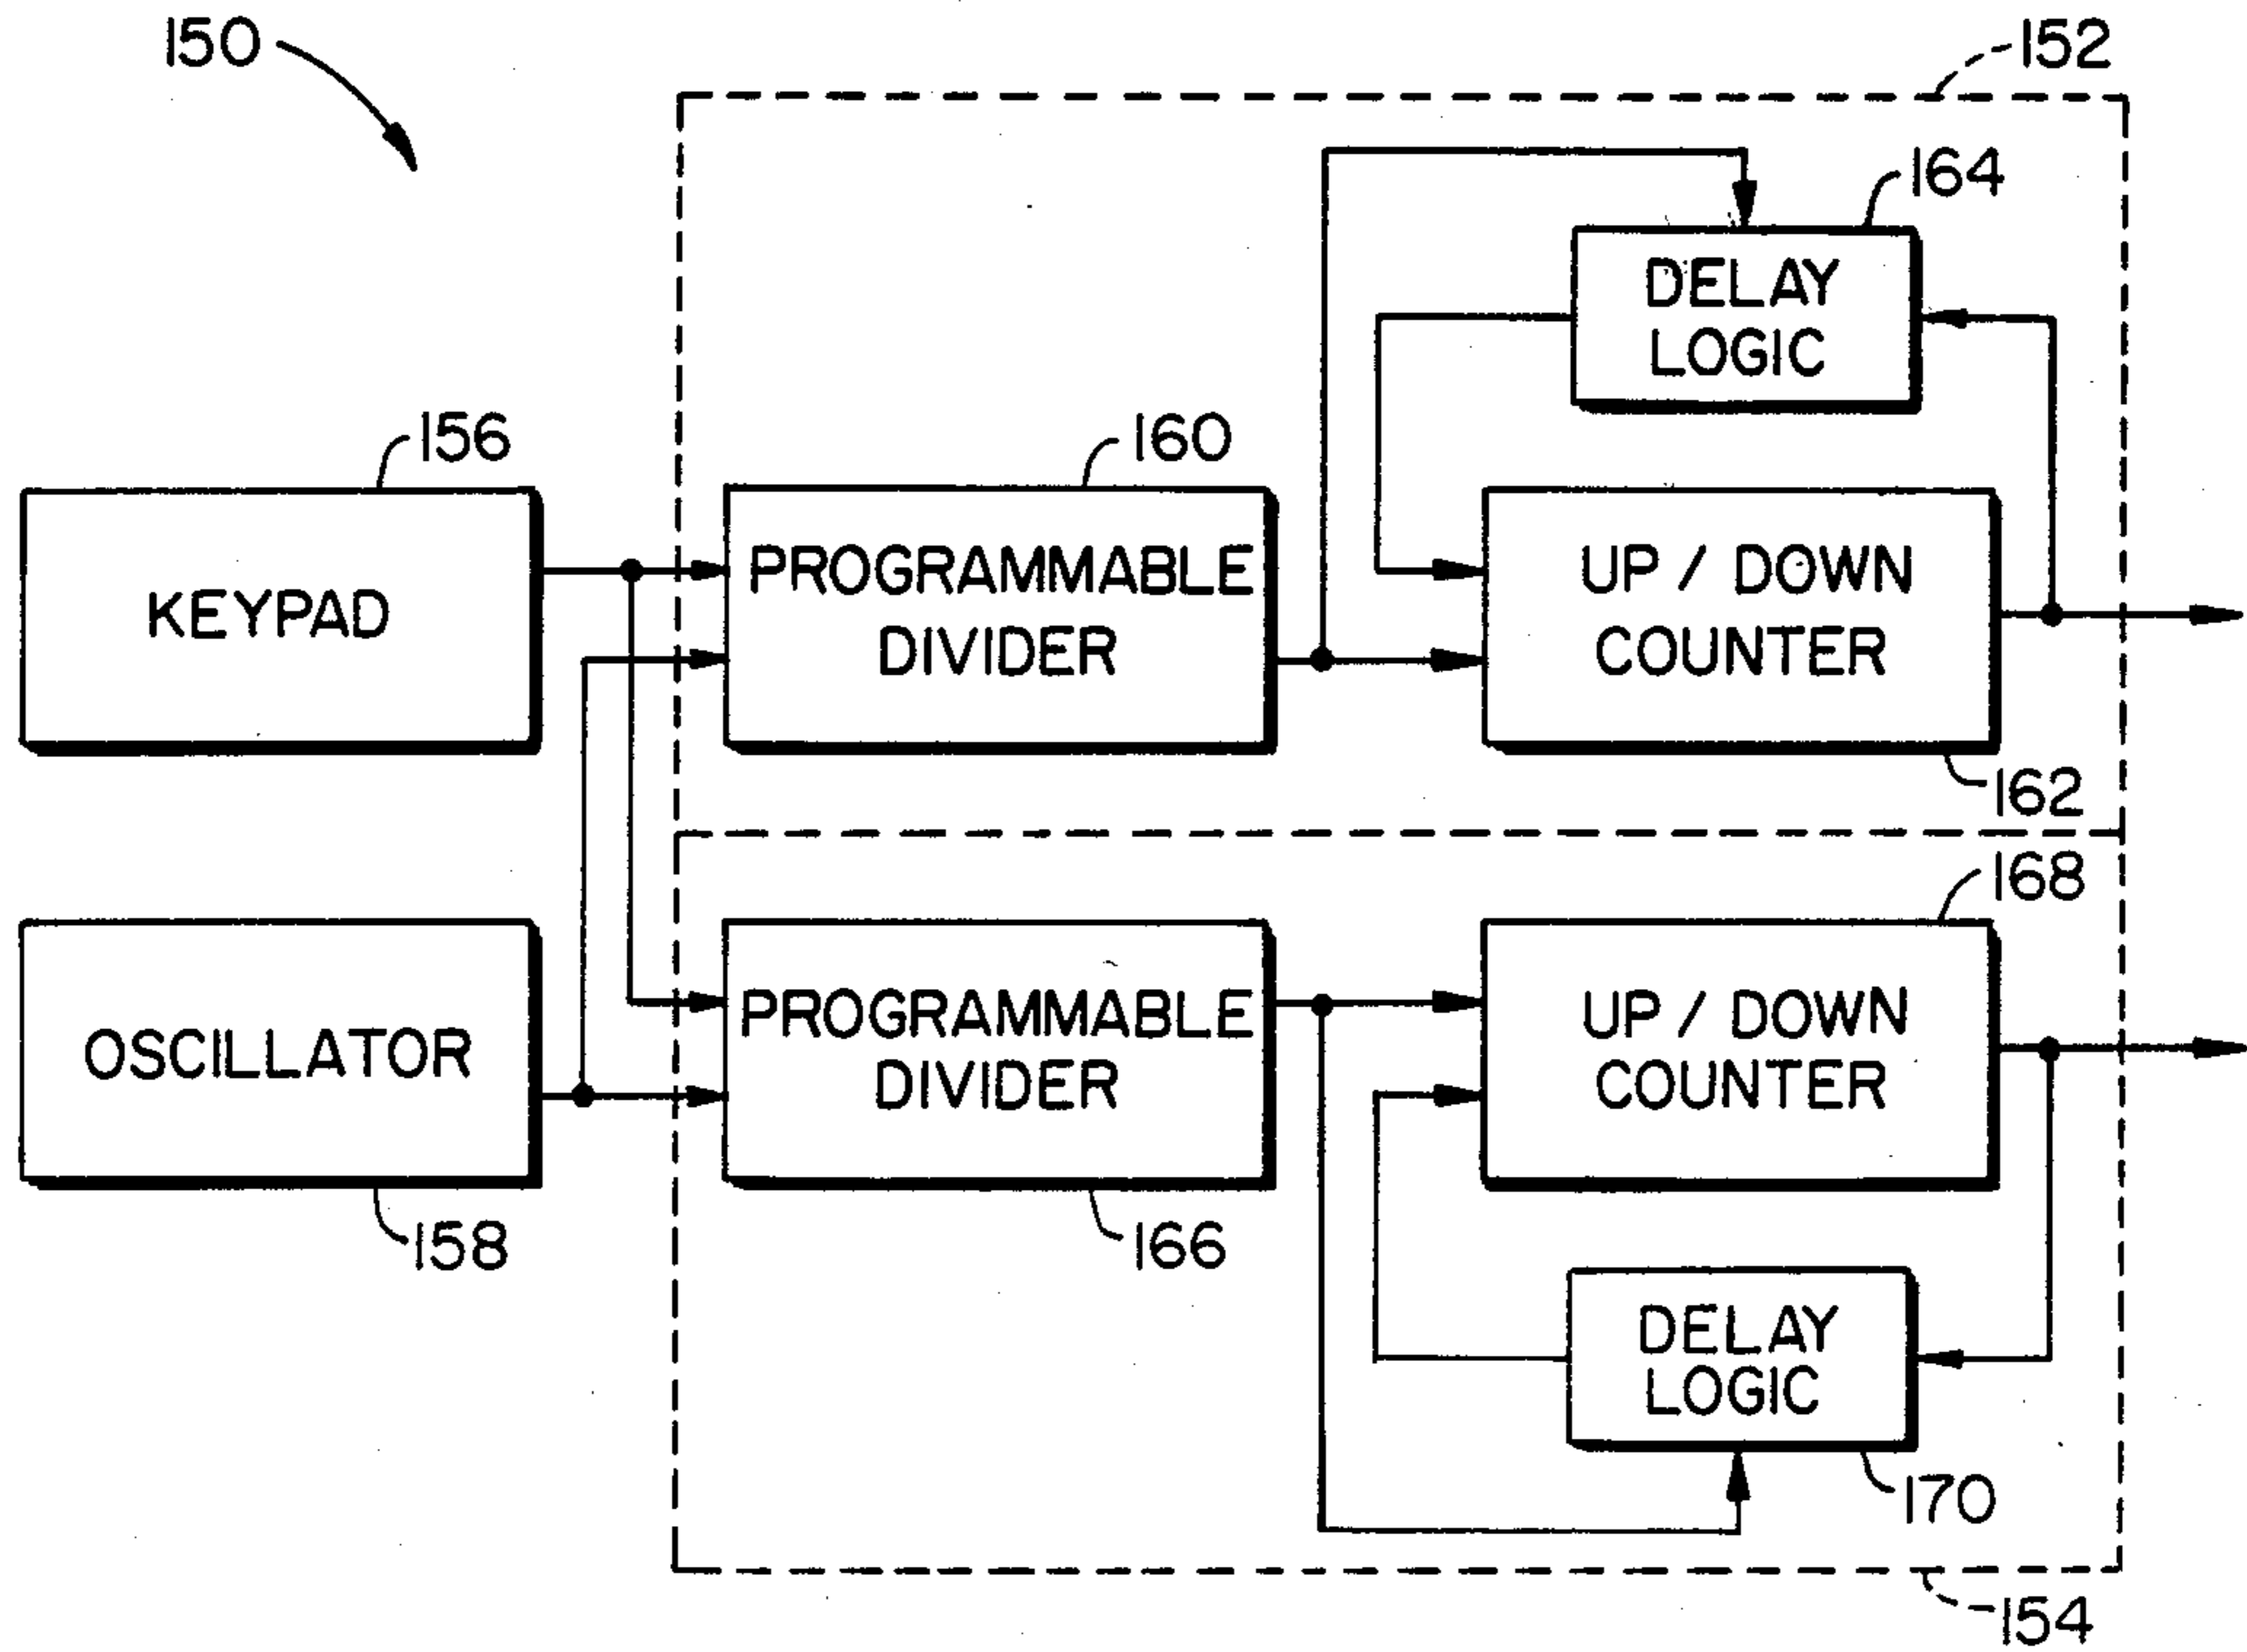 150
152
164
DELAY
LOGIC
156
160
KEYPAD
PROGRAMMABLE
DIVIDER
UP / DOWN
COUNTER
162
168
OSCILLATOR
PROGRAMMABLE
DIVIDER
UP / DOWN
COUNTER
158
166
DELAY
LOGIC
170
154